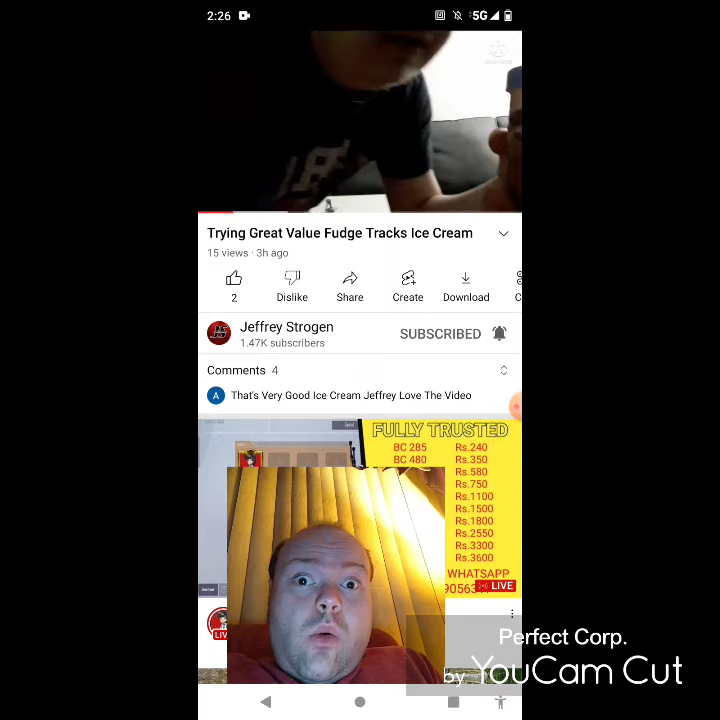 2:26
5G
Trying Great Value Fudge Tracks Ice Cream
15 views · 3h ago
2 Dislike Share Create Download C
Jeffrey Strogen
1.47K subscribers
SUBSCRIBED
Comments 4
A That's Very Good Ice Cream Jeffrey Love The Video
FULLY TRUSTED
BC 285 Rs.240
BC 480 Rs.350
Rs.580
Rs.750
Rs.1100
Rs.1500
Rs.1800
Rs.2550
Rs.3300
Rs.3600
WHATSAPP
LIVE
LIV
Perfect Corp.
by YouCam Cut